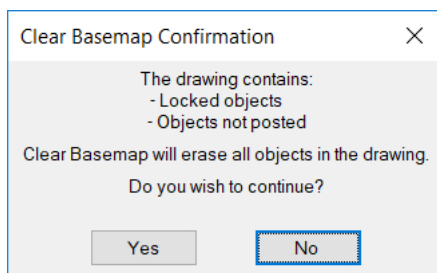 Clear Basemap Confirmation
The drawing contains:
- Locked objects
- Objects not posted
Clear Basemap will erase all objects in the drawing.
Do you wish to continue?
Yes
No